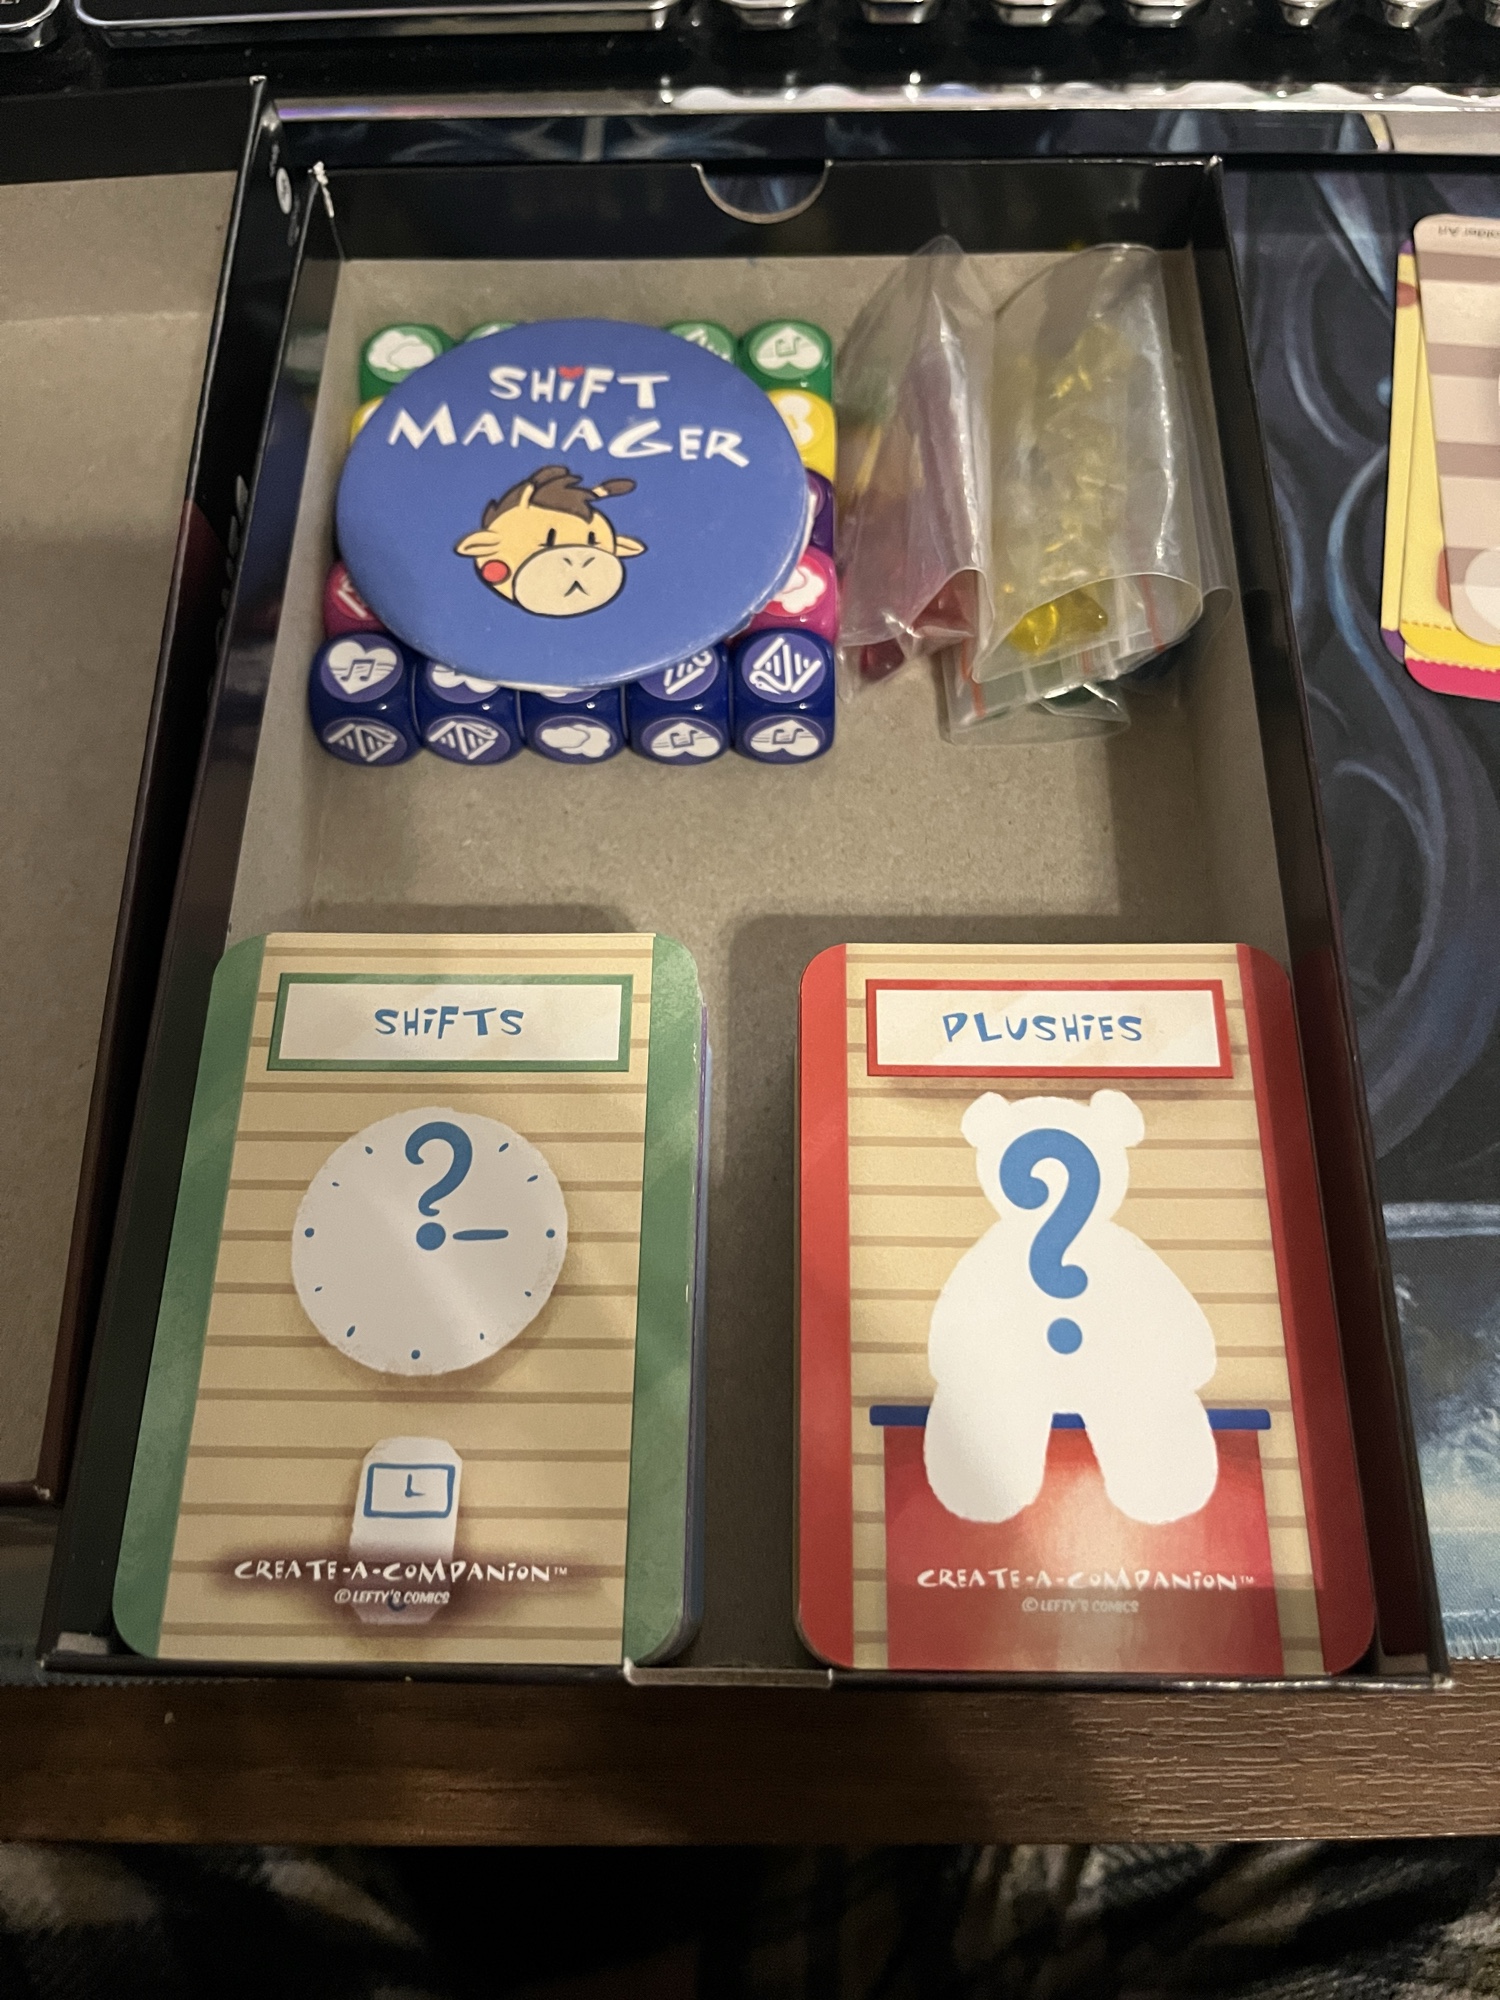 SHiFT
MANAGER
SHiFTS
CREATE-A-COMPANiON™
© LEFTY'S COMICS
PLUSHiES
CREATE-A-COMPANiON™
© LEFTY'S COMICS